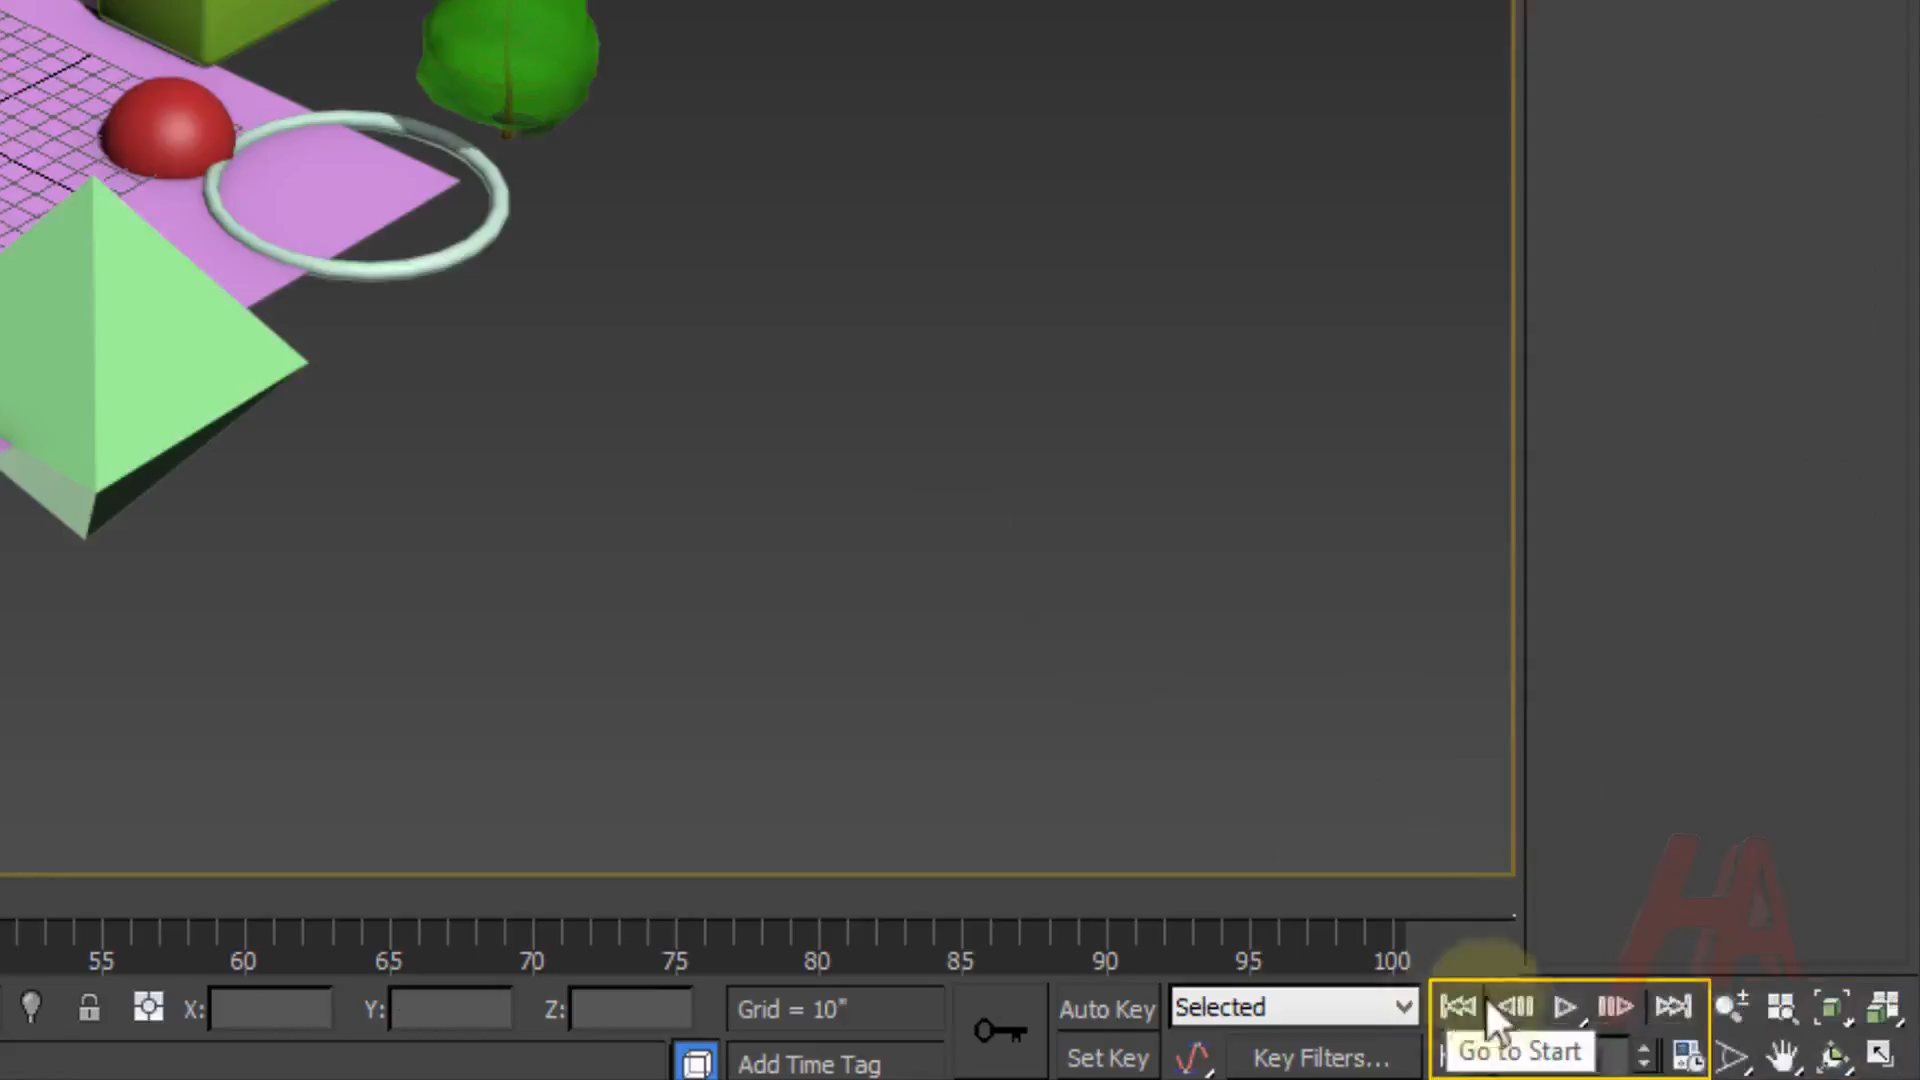 55 60 65 70 75 80 85 90 95 100
X: Y: Z: Grid = 10" Auto Key Selected
Add Time Tag Set Key Key Filters...
Go to Start
HA